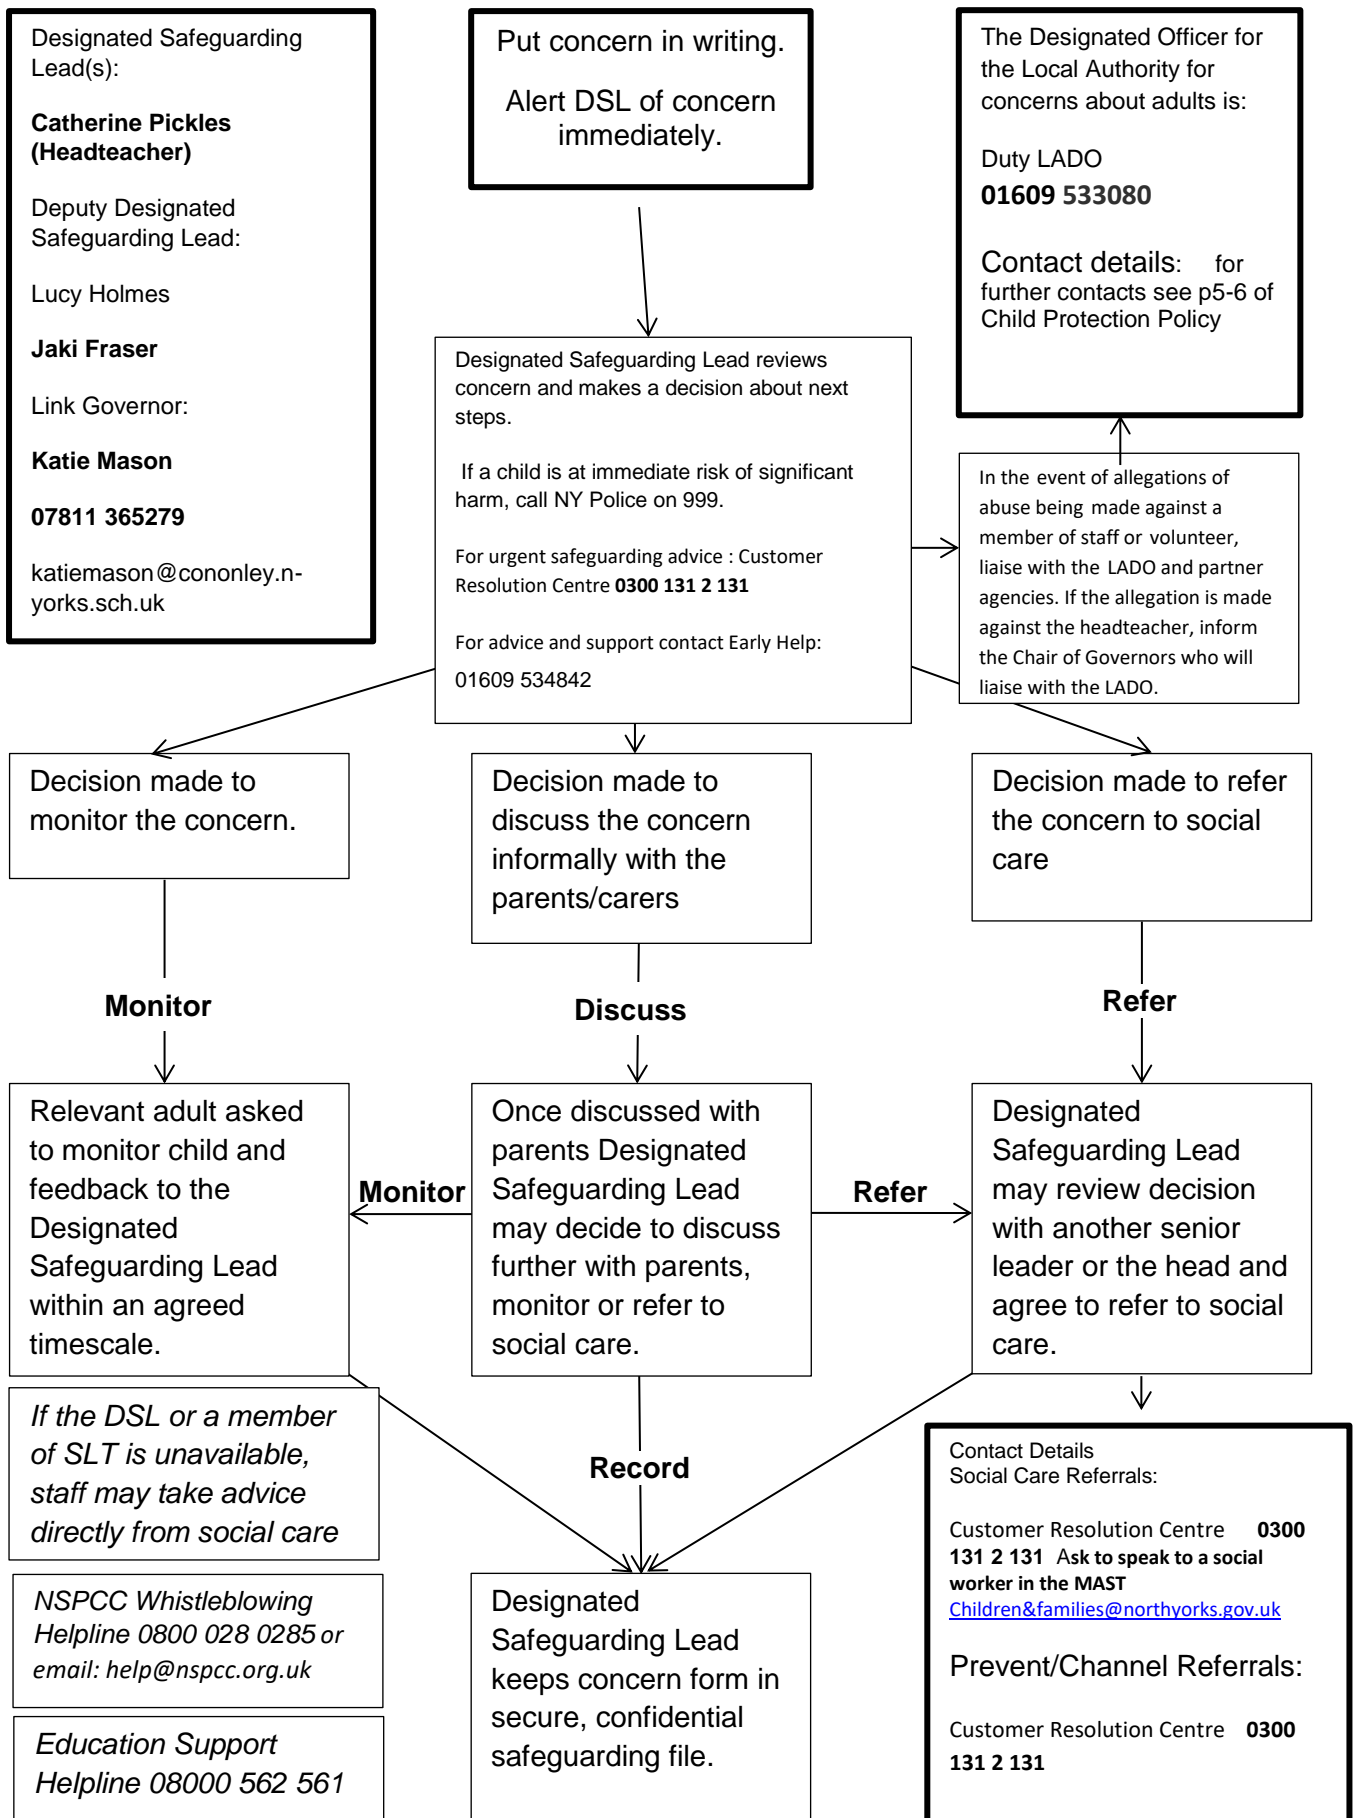 Designated Safeguarding
Lead(s):
Catherine Pickles
(Headteacher)
Deputy Designated
Safeguarding Lead:
Lucy Holmes
Jaki Fraser
Link Governor:
Katie Mason
07811 365279
katiemason@cononley.n-
yorks.sch.uk
Put concern in writing.
Alert DSL of concern
immediately.
The Designated Officer for
the Local Authority for
concerns about adults is:
Duty LADO
01609 533080
Contact details: for
further contacts see p5-6 of
Child Protection Policy
Designated Safeguarding Lead reviews
concern and makes a decision about next
steps.
If a child is at immediate risk of significant
harm, call NY Police on 999.
For urgent safeguarding advice : Customer
Resolution Centre 0300 131 2 131
For advice and support contact Early Help:
01609 534842
In the event of allegations of
abuse being made against a
member of staff or volunteer,
liaise with the LADO and partner
agencies. If the allegation is made
against the headteacher, inform
the Chair of Governors who will
liaise with the LADO.
Decision made to
monitor the concern.
Decision made to
discuss the concern
informally with the
parents/carers
Decision made to refer
the concern to social
care
Monitor
Discuss
Refer
Relevant adult asked
to monitor child and
feedback to the
Designated
Safeguarding Lead
within an agreed
timescale.
Monitor
Once discussed with
parents Designated
Safeguarding Lead
may decide to discuss
further with parents,
monitor or refer to
social care.
Refer
Designated
Safeguarding Lead
may review decision
with another senior
leader or the head and
agree to refer to social
care.
If the DSL or a member
of SLT is unavailable,
staff may take advice
directly from social care
Record
NSPCC Whistleblowing
Helpline 0800 028 0285 or
email: help@nspcc.org.uk
Education Support
Helpline 08000 562 561
Designated
Safeguarding Lead
keeps concern form in
secure, confidential
safeguarding file.
Contact Details
Social Care Referrals:
Customer Resolution Centre 0300
131 2 131 Ask to speak to a social
worker in the MAST
Children&families@northyorks.gov.uk
Prevent/Channel Referrals:
Customer Resolution Centre 0300
131 2 131